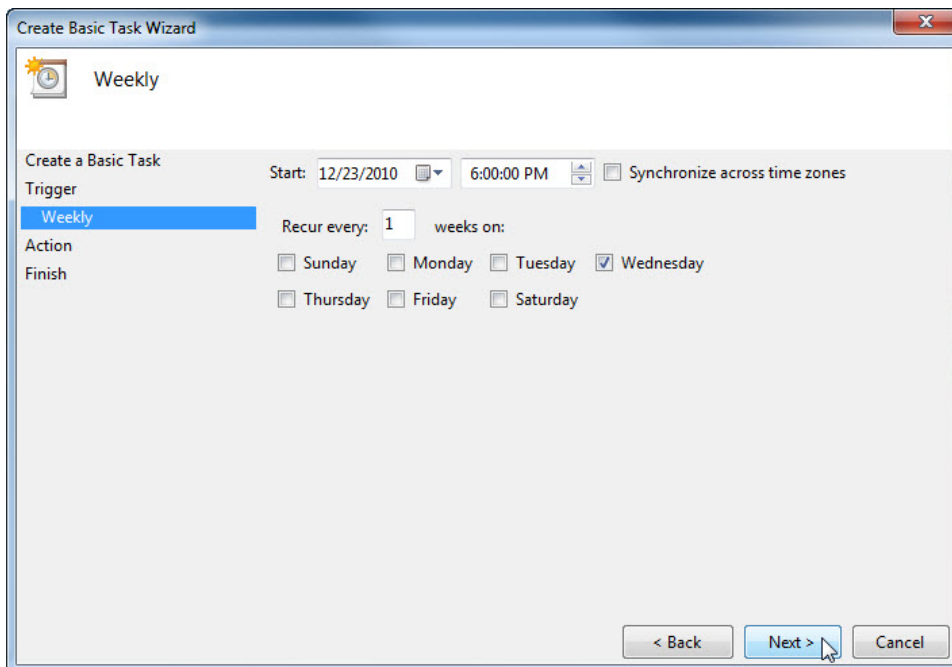 Create Basic Task Wizard
Weekly
Create a Basic Task
Trigger
Weekly
Action
Finish
Start: 12/23/2010 6:00:00 PM Synchronize across time zones
Recur every: 1 weeks on:
Sunday Monday Tuesday Wednesday
Thursday Friday Saturday
< Back Next > Cancel